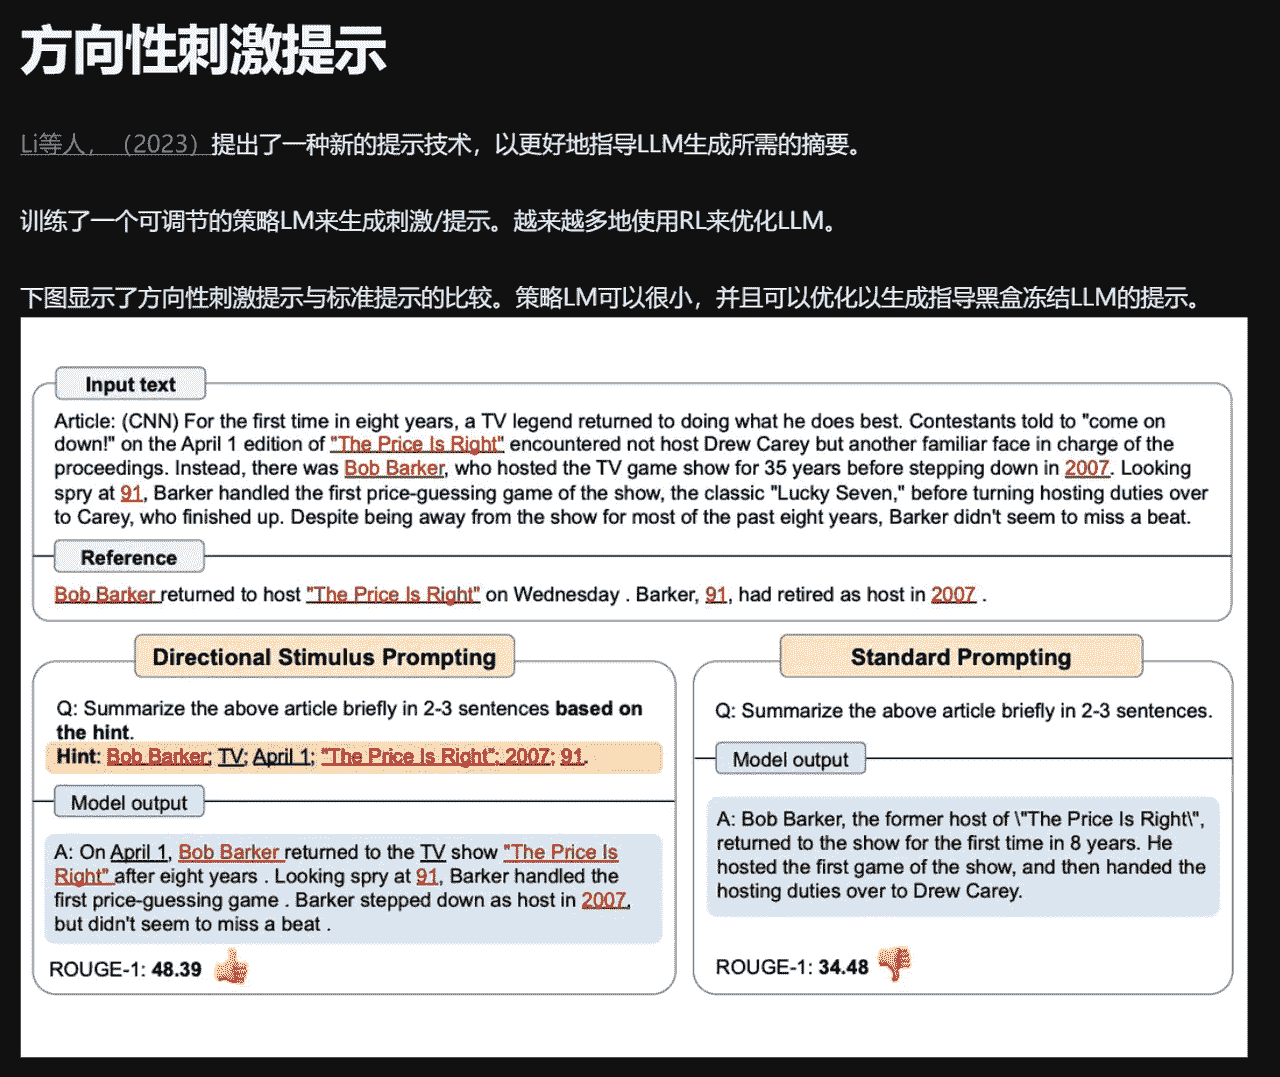 方向性刺激提示
Li等人，（2023）提出了一种新的提示技术，以更好地指导LLM生成所需的摘要。
训练了一个可调节的策略LM来生成刺激/提示。越来越多地使用RL来优化LLM。
下图显示了方向性刺激提示与标准提示的比较。策略LM可以很小，并且可以优化以生成指导黑盒冻结LLM的提示。
Input text
Article: (CNN) For the first time in eight years, a TV legend returned to doing what he does best. Contestants told to "come on
down!" on the April 1 edition of "The Price Is Right" encountered not host Drew Carey but another familiar face in charge of the
proceedings. Instead, there was Bob Barker, who hosted the TV game show for 35 years before stepping down in 2007. Looking
spry at 91, Barker handled the first price-guessing game of the show, the classic "Lucky Seven," before turning hosting duties over
to Carey, who finished up. Despite being away from the show for most of the past eight years, Barker didn't seem to miss a beat.
Reference
Bob Barker returned to host "The Price Is Right" on Wednesday . Barker, 91, had retired as host in 2007 .
Directional Stimulus Prompting
Q: Summarize the above article briefly in 2-3 sentences based on
the hint.
Hint: Bob Barker; TV; April 1; "The Price Is Right"; 2007; 91.
Model output
A: On April 1, Bob Barker returned to the TV show "The Price Is
Right" after eight years . Looking spry at 91, Barker handled the
first price-guessing game . Barker stepped down as host in 2007,
but didn't seem to miss a beat .
ROUGE-1: 48.39
Standard Prompting
Q: Summarize the above article briefly in 2-3 sentences.
Model output
A: Bob Barker, the former host of \"The Price Is Right\",
returned to the show for the first time in 8 years. He
hosted the first game of the show, and then handed the
hosting duties over to Drew Carey.
ROUGE-1: 34.48